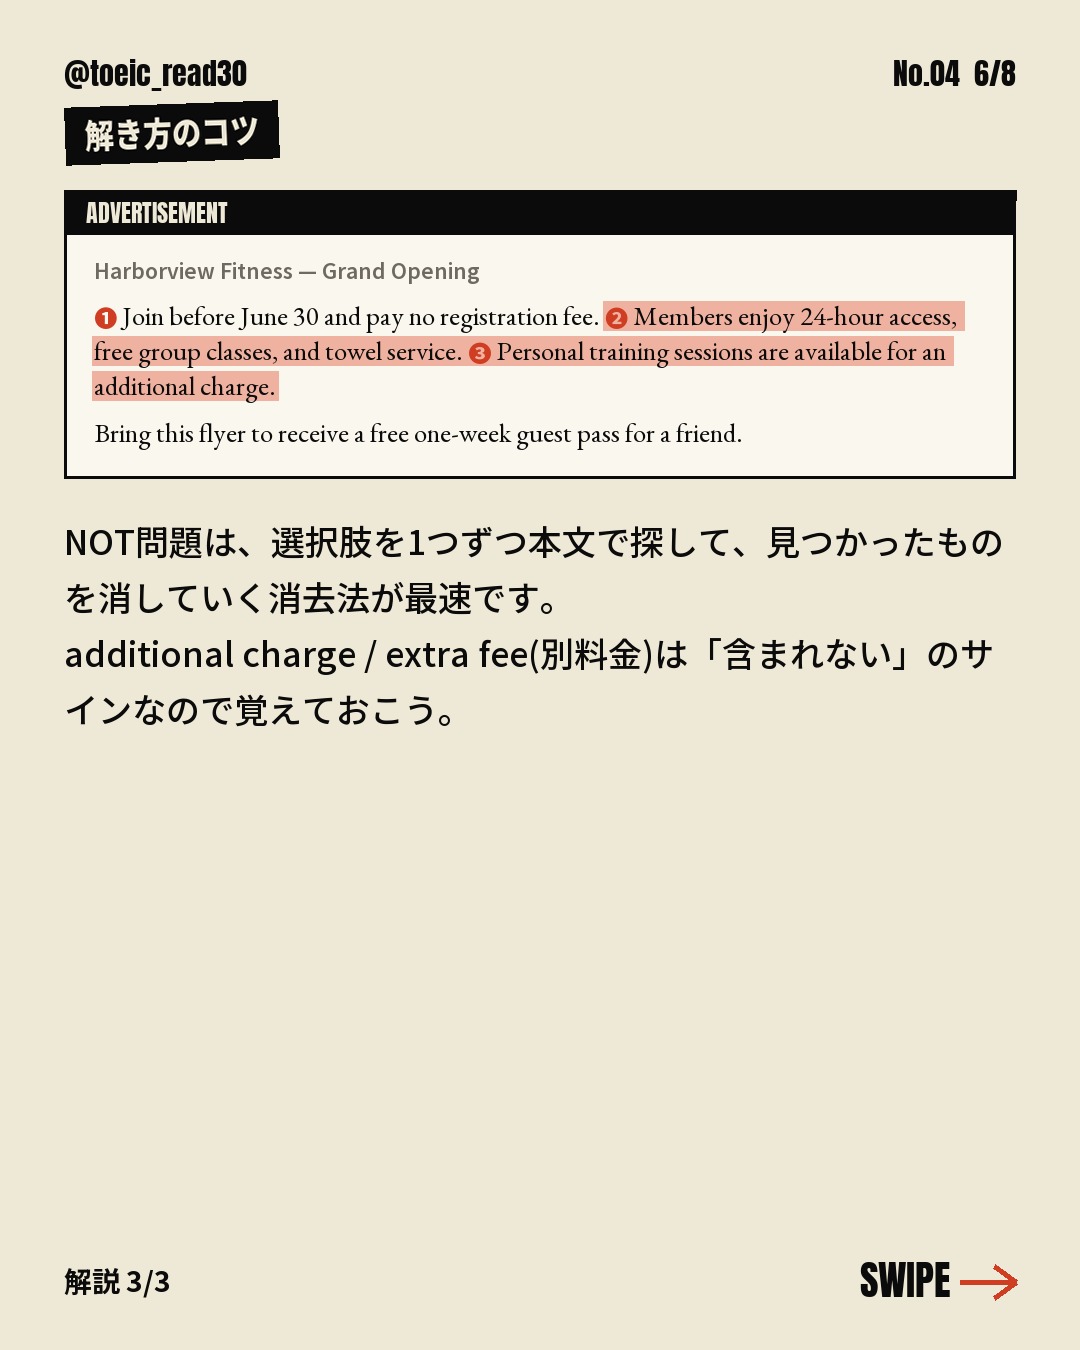 @toeic_read30
No.04 6/8
解き方のコツ
ADVERTISEMENT
Harborview Fitness — Grand Opening
❶ Join before June 30 and pay no registration fee. ❷ Members enjoy 24-hour access,
free group classes, and towel service. ❸ Personal training sessions are available for an
additional charge.
Bring this flyer to receive a free one-week guest pass for a friend.
NOT問題は、選択肢を1つずつ本文で探して、見つかったもの
を消していく消去法が最速です。
additional charge / extra fee(別料金)は「含まれない」のサ
インなので覚えておこう。
解説 3/3
SWIPE